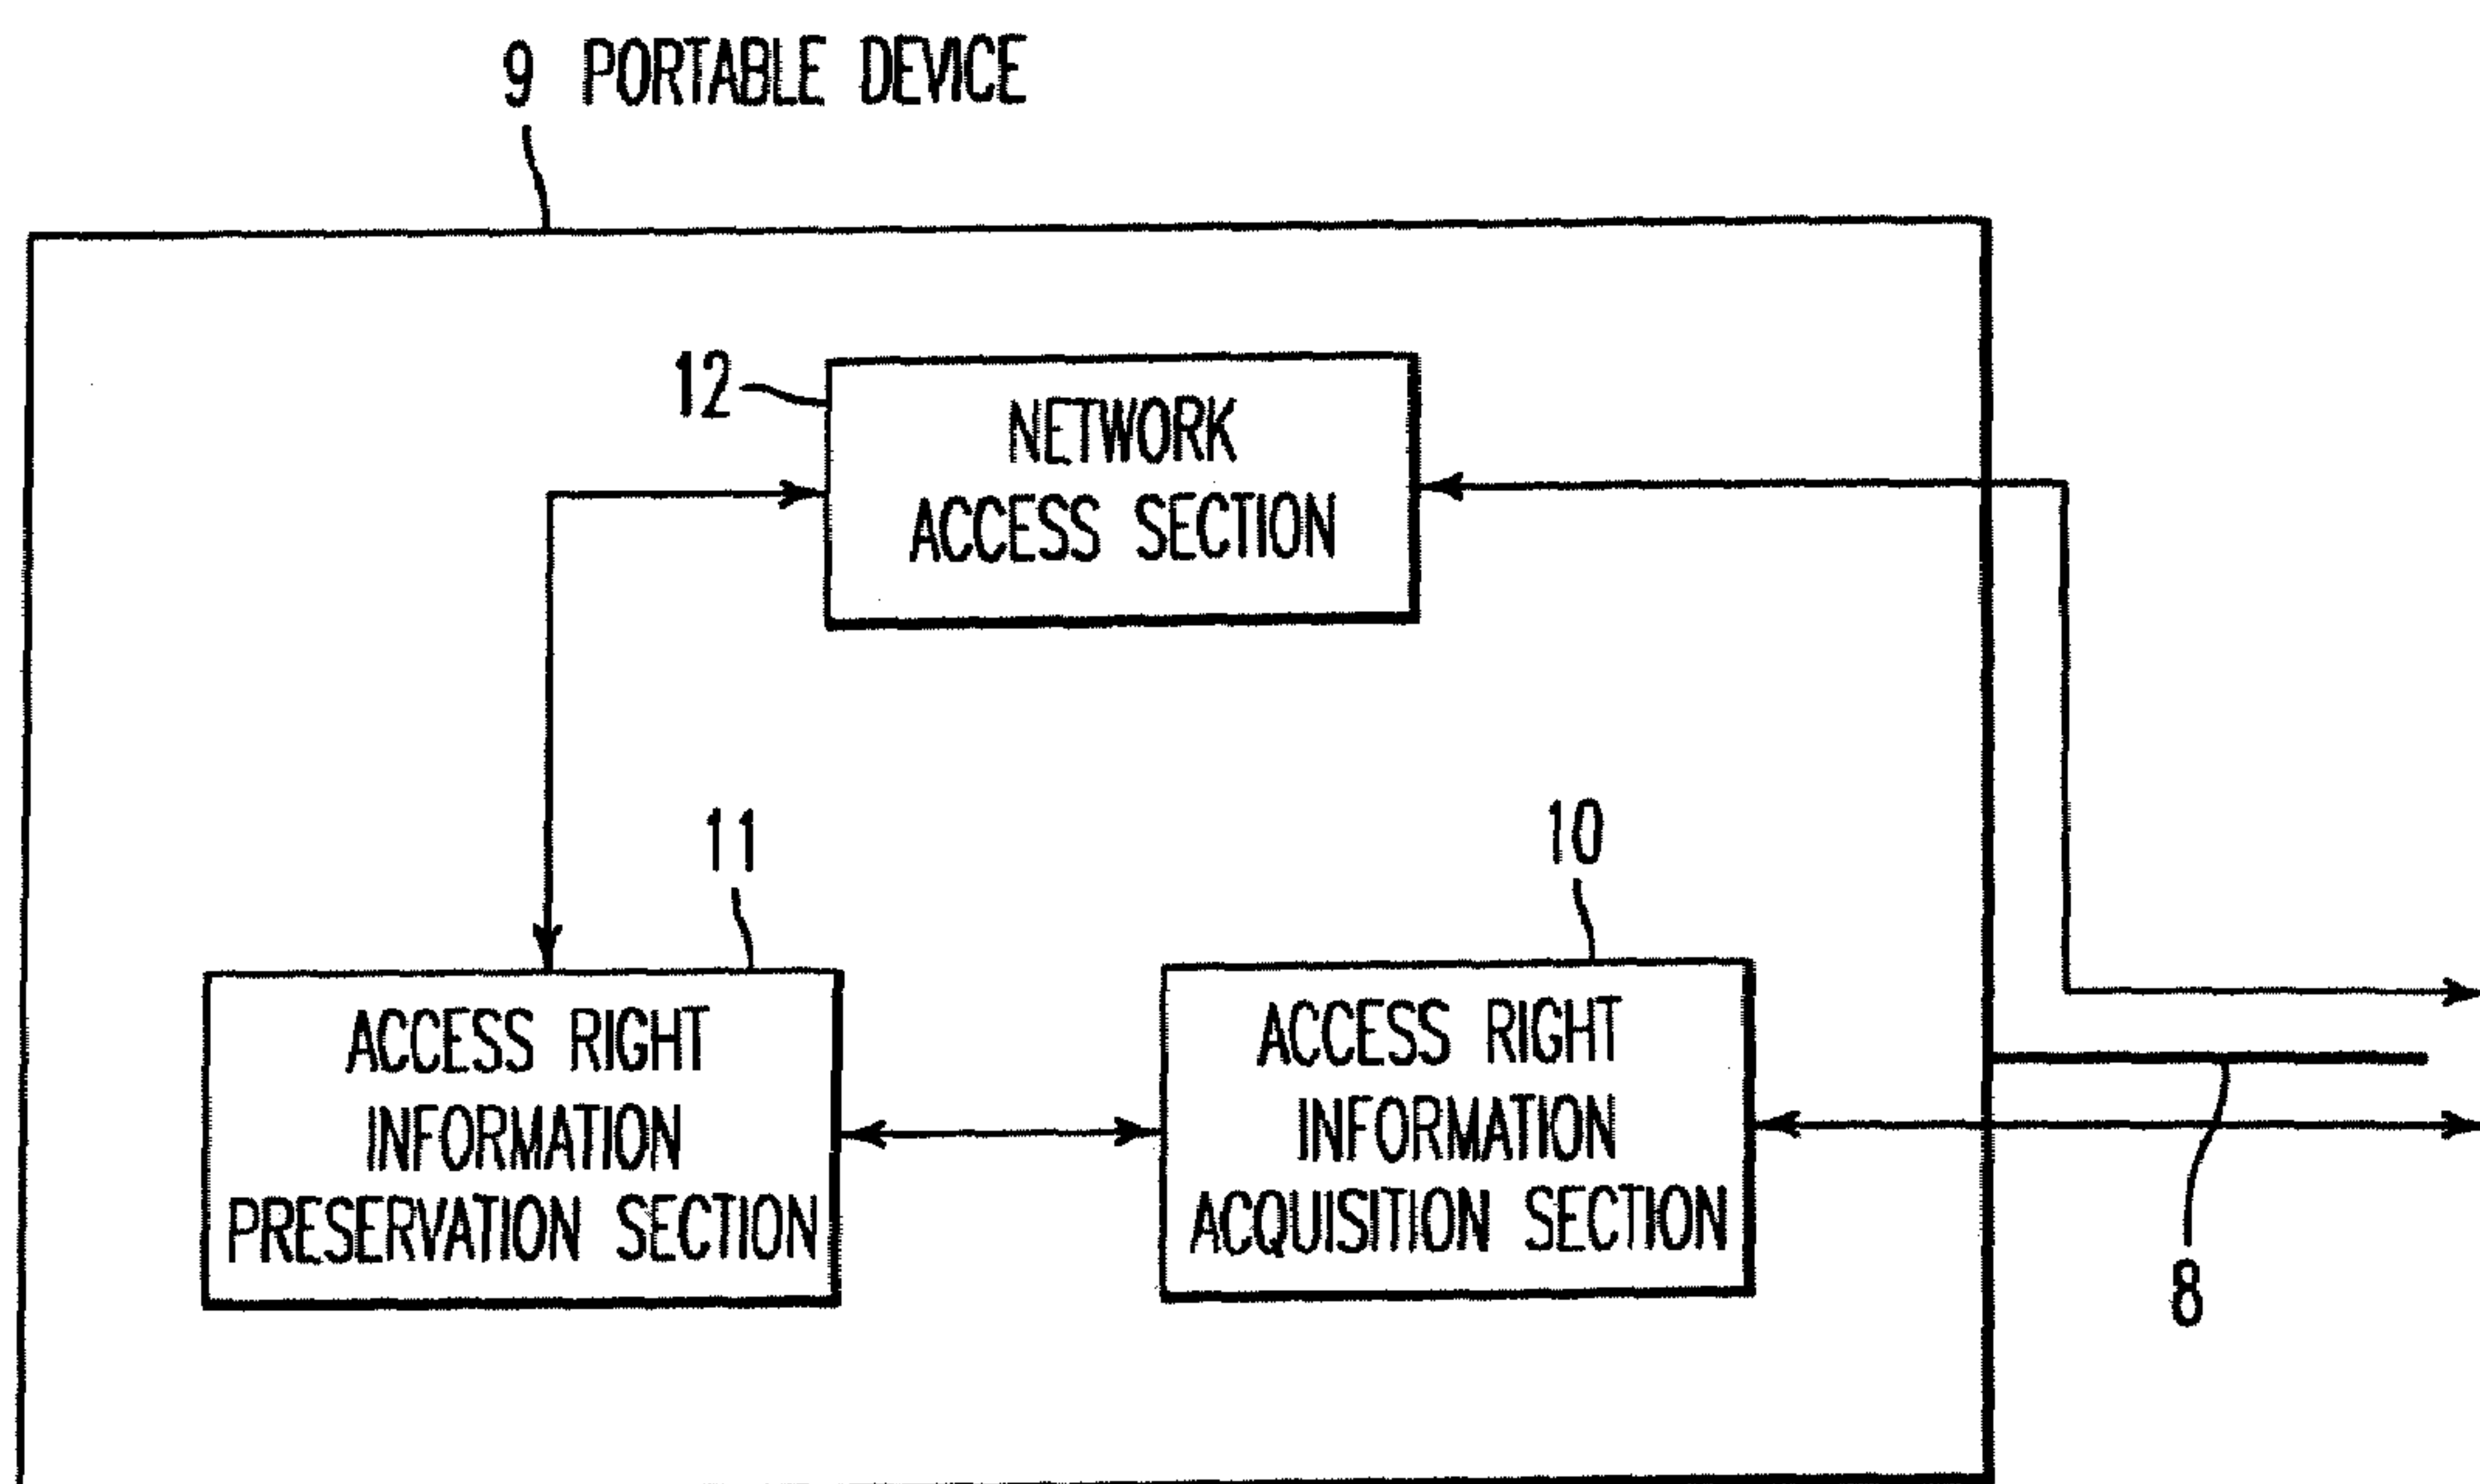 9 PORTABLE DEVICE
12
NETWORK
ACCESS SECTION
11
ACCESS RIGHT
INFORMATION
PRESERVATION SECTION
10
ACCESS RIGHT
INFORMATION
ACQUISITION SECTION
8